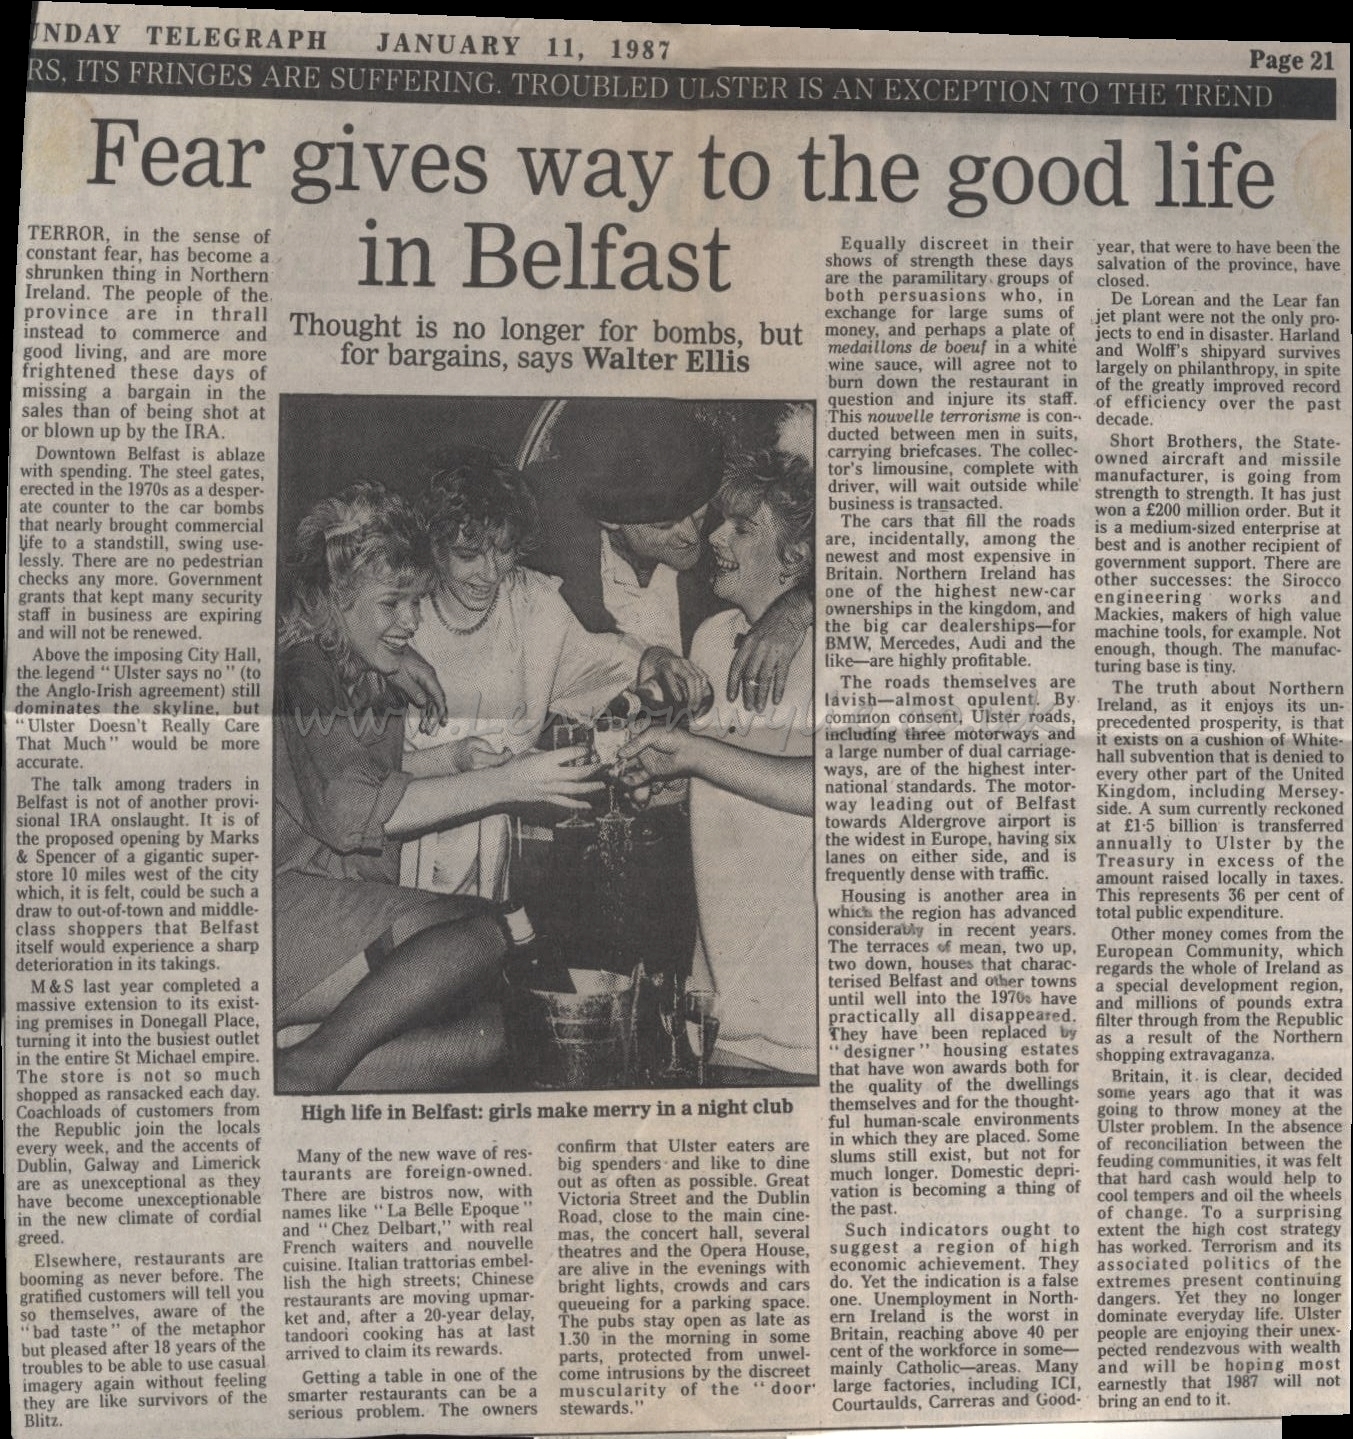 UNDAY TELEGRAPH JANUARY 11, 1987
Page 21
RS, ITS FRINGES ARE SUFFERING. TROUBLED ULSTER IS AN EXCEPTION TO THE TREND
Fear gives way to the good life
in Belfast
Thought is no longer for bombs, but
for bargains, says Walter Ellis
TERROR, in the sense of
constant fear, has become a
shrunken thing in Northern
Ireland. The people of the
province are in thrall
instead to commerce and
good living, and are more
frightened these days of
missing a bargain in the
sales than of being shot at
or blown up by the IRA.
Downtown Belfast is ablaze
with spending. The steel gates,
erected in the 1970s as a desper-
ate counter to the car bombs
that nearly brought commercial
life to a standstill, swing use-
lessly. There are no pedestrian
checks any more. Government
grants that kept many security
staff in business are expiring
and will not be renewed.
Above the imposing City Hall,
the legend "Ulster says no" (to
the Anglo-Irish agreement) still
dominates the skyline, but
"Ulster Doesn't Really Care
That Much" would be more
accurate.
The talk among traders in
Belfast is not of another provi-
sional IRA onslaught. It is of
the proposed opening by Marks
& Spencer of a gigantic super-
store 10 miles west of the city
which, it is felt, could be such a
draw to out-of-town and middle-
class shoppers that Belfast
itself would experience a sharp
deterioration in its takings.
M&S last year completed a
massive extension to its exist-
ing premises in Donegall Place,
turning it into the busiest outlet
in the entire St Michael empire.
The store is not so much
shopped as ransacked each day.
Coachloads of customers from
the Republic join the locals
every week, and the accents of
Dublin, Galway and Limerick
are as unexceptional as they
have become unexceptionable
in the new climate of cordial
greed.
Elsewhere, restaurants are
booming as never before. The
gratified customers will tell you
so themselves, aware of the
"bad taste" of the metaphor
but pleased after 18 years of the
troubles to be able to use casual
imagery again without feeling
they are like survivors of the
Blitz.
www.Lennonwylie.co.uk
High life in Belfast: girls make merry in a night club
Many of the new wave of res-
taurants are foreign-owned.
There are bistros now, with
names like "La Belle Epoque"
and "Chez Delbart," with real
French waiters and nouvelle
cuisine. Italian trattorias embel-
lish the high streets; Chinese
restaurants are moving upmar-
ket and, after a 20-year delay,
tandoori cooking has at last
arrived to claim its rewards.
Getting a table in one of the
smarter restaurants can be a
serious problem. The owners
confirm that Ulster eaters are
big spenders and like to dine
out as often as possible. Great
Victoria Street and the Dublin
Road, close to the main cine-
mas, the concert hall, several
theatres and the Opera House,
are alive in the evenings with
bright lights, crowds and cars
queueing for a parking space.
The pubs stay open as late as
1.30 in the morning in some
parts, protected from unwel-
come intrusions by the discreet
muscularity of the "door
stewards."
Equally discreet in their
shows of strength these days
are the paramilitary groups of
both persuasions who, in
exchange for large sums of
money, and perhaps a plate of
medaillons de boeuf in a white
wine sauce, will agree not to
burn down the restaurant in
question and injure its staff.
This nouvelle terrorisme is con-
ducted between men in suits,
carrying briefcases. The collec-
tor's limousine, complete with
driver, will wait outside while
business is transacted.
The cars that fill the roads
are, incidentally, among the
newest and most expensive in
Britain. Northern Ireland has
one of the highest new-car
ownerships in the kingdom, and
the big car dealerships—for
BMW, Mercedes, Audi and the
like—are highly profitable.
The roads themselves are
lavish—almost opulent. By
common consent, Ulster roads,
including three motorways and
a large number of dual carriage-
ways, are of the highest inter-
national standards. The motor-
way leading out of Belfast
towards Aldergrove airport is
the widest in Europe, having six
lanes on either side, and is
frequently dense with traffic.
Housing is another area in
which the region has advanced
considerably in recent years.
The terraces of mean, two up,
two down, houses that charac-
terised Belfast and other towns
until well into the 1970s have
practically all disappeared.
They have been replaced by
"designer" housing estates
that have won awards both for
the quality of the dwellings
themselves and for the thought-
ful human-scale environments
in which they are placed. Some
slums still exist, but not for
much longer. Domestic depri-
vation is becoming a thing of
the past.
Such indicators ought to
suggest a region of high
economic achievement. They
do. Yet the indication is a false
one. Unemployment in North-
ern Ireland is the worst in
Britain, reaching above 40 per
cent of the workforce in some—
mainly Catholic—areas. Many
large factories, including ICI,
Courtaulds, Carreras and Good-
year, that were to have been the
salvation of the province, have
closed.
De Lorean and the Lear fan
jet plant were not the only pro-
jects to end in disaster. Harland
and Wolff's shipyard survives
largely on philanthropy, in spite
of the greatly improved record
of efficiency over the past
decade.
Short Brothers, the State-
owned aircraft and missile
manufacturer, is going from
strength to strength. It has just
won a £200 million order. But it
is a medium-sized enterprise at
best and is another recipient of
government support. There are
other successes: the Sirocco
engineering works and
Mackies, makers of high value
machine tools, for example. Not
enough, though. The manufac-
turing base is tiny.
The truth about Northern
Ireland, as it enjoys its un-
precedented prosperity, is that
it exists on a cushion of White-
hall subvention that is denied to
every other part of the United
Kingdom, including Mersey-
side. A sum currently reckoned
at £1·5 billion is transferred
annually to Ulster by the
Treasury in excess of the
amount raised locally in taxes.
This represents 36 per cent of
total public expenditure.
Other money comes from the
European Community, which
regards the whole of Ireland as
a special development region,
and millions of pounds extra
filter through from the Republic
as a result of the Northern
shopping extravaganza.
Britain, it is clear, decided
some years ago that it was
going to throw money at the
Ulster problem. In the absence
of reconciliation between the
feuding communities, it was felt
that hard cash would help to
cool tempers and oil the wheels
of change. To a surprising
extent the high cost strategy
has worked. Terrorism and its
associated politics of the
extremes present continuing
dangers. Yet they no longer
dominate everyday life. Ulster
people are enjoying their unex-
pected rendezvous with wealth
and will be hoping most
earnestly that 1987 will not
bring an end to it.